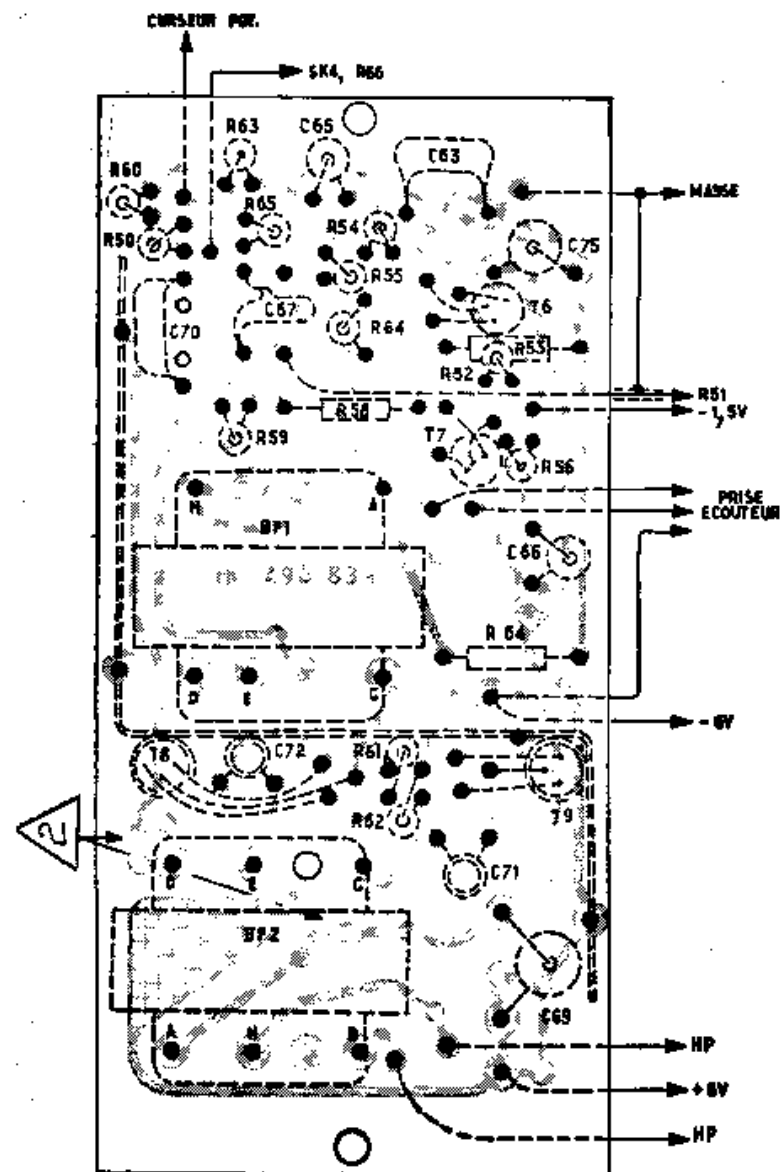 CURSEUR POT.
SK4, R66
R63
C65
C63
R60
MASSE
R65
R54
R50
C75
R55
T6
C70
C67
R64
R53
R52
R51
-1,5V
R58
T7
R59
R56
M
A
PRISE
ECOUTEUR
BP1
C66
R 64
D
E
C
-6V
T8
C72
R61
T9
R62
2
D
E
C
C71
BP2
C69
A
M
B
HP
+6V
HP